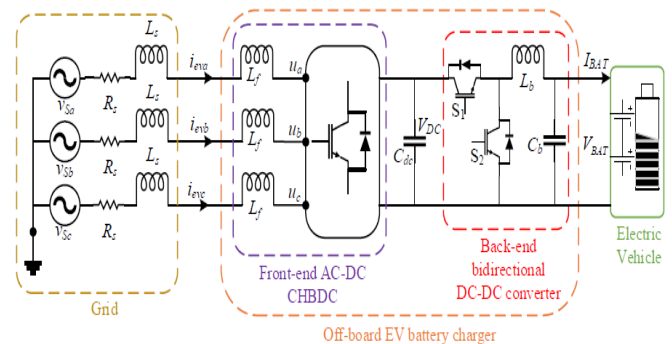 L_s
i_eva
L_f
u_a
v_Sa
R_s
L_s
i_evb
L_f
u_b
v_Sb
R_s
L_s
i_evc
L_f
u_c
v_Sc
R_s
S_1
L_b
I_BAT
V_DC
C_dc
S_2
C_b
V_BAT
Grid
Front-end AC-DC
CHBDC
Back-end
bidirectional
DC-DC converter
Electric
Vehicle
Off-board EV battery charger